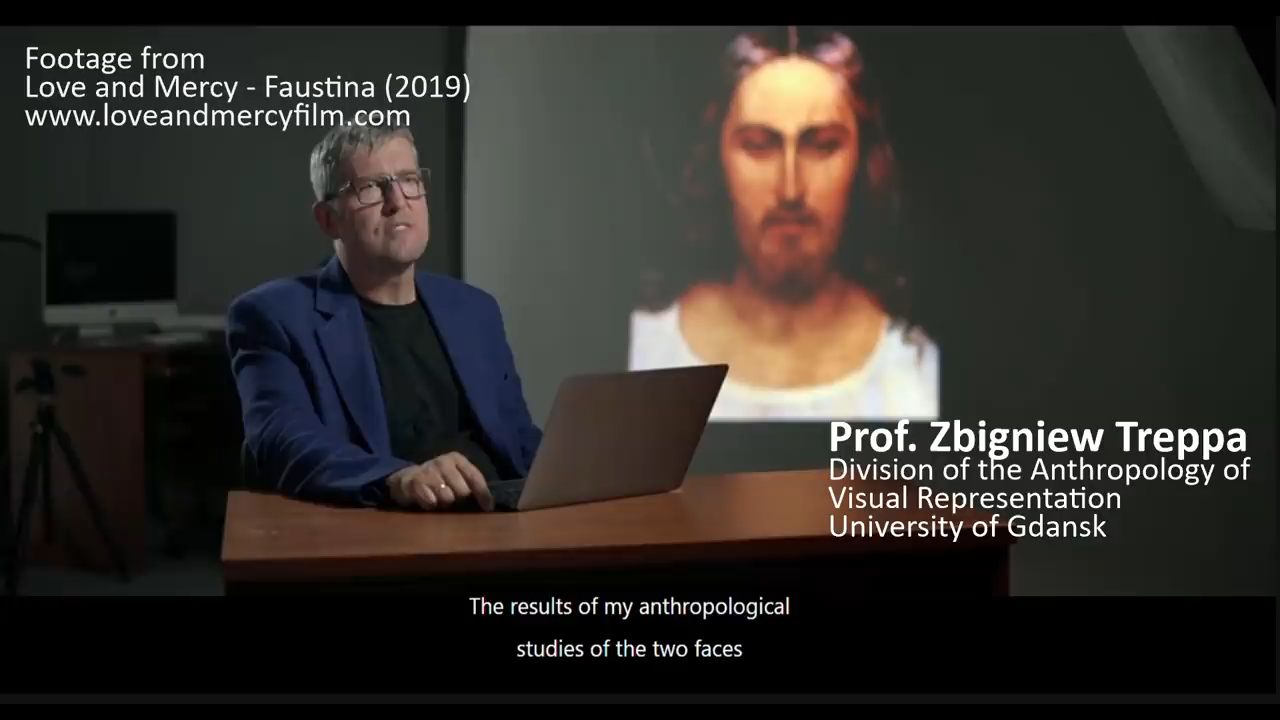 Footage from
Love and Mercy - Faustina (2019)
www.loveandmercyfilm.com
Prof. Zbigniew Treppa
Division of the Anthropology of
Visual Representation
University of Gdansk
The results of my anthropological
studies of the two faces